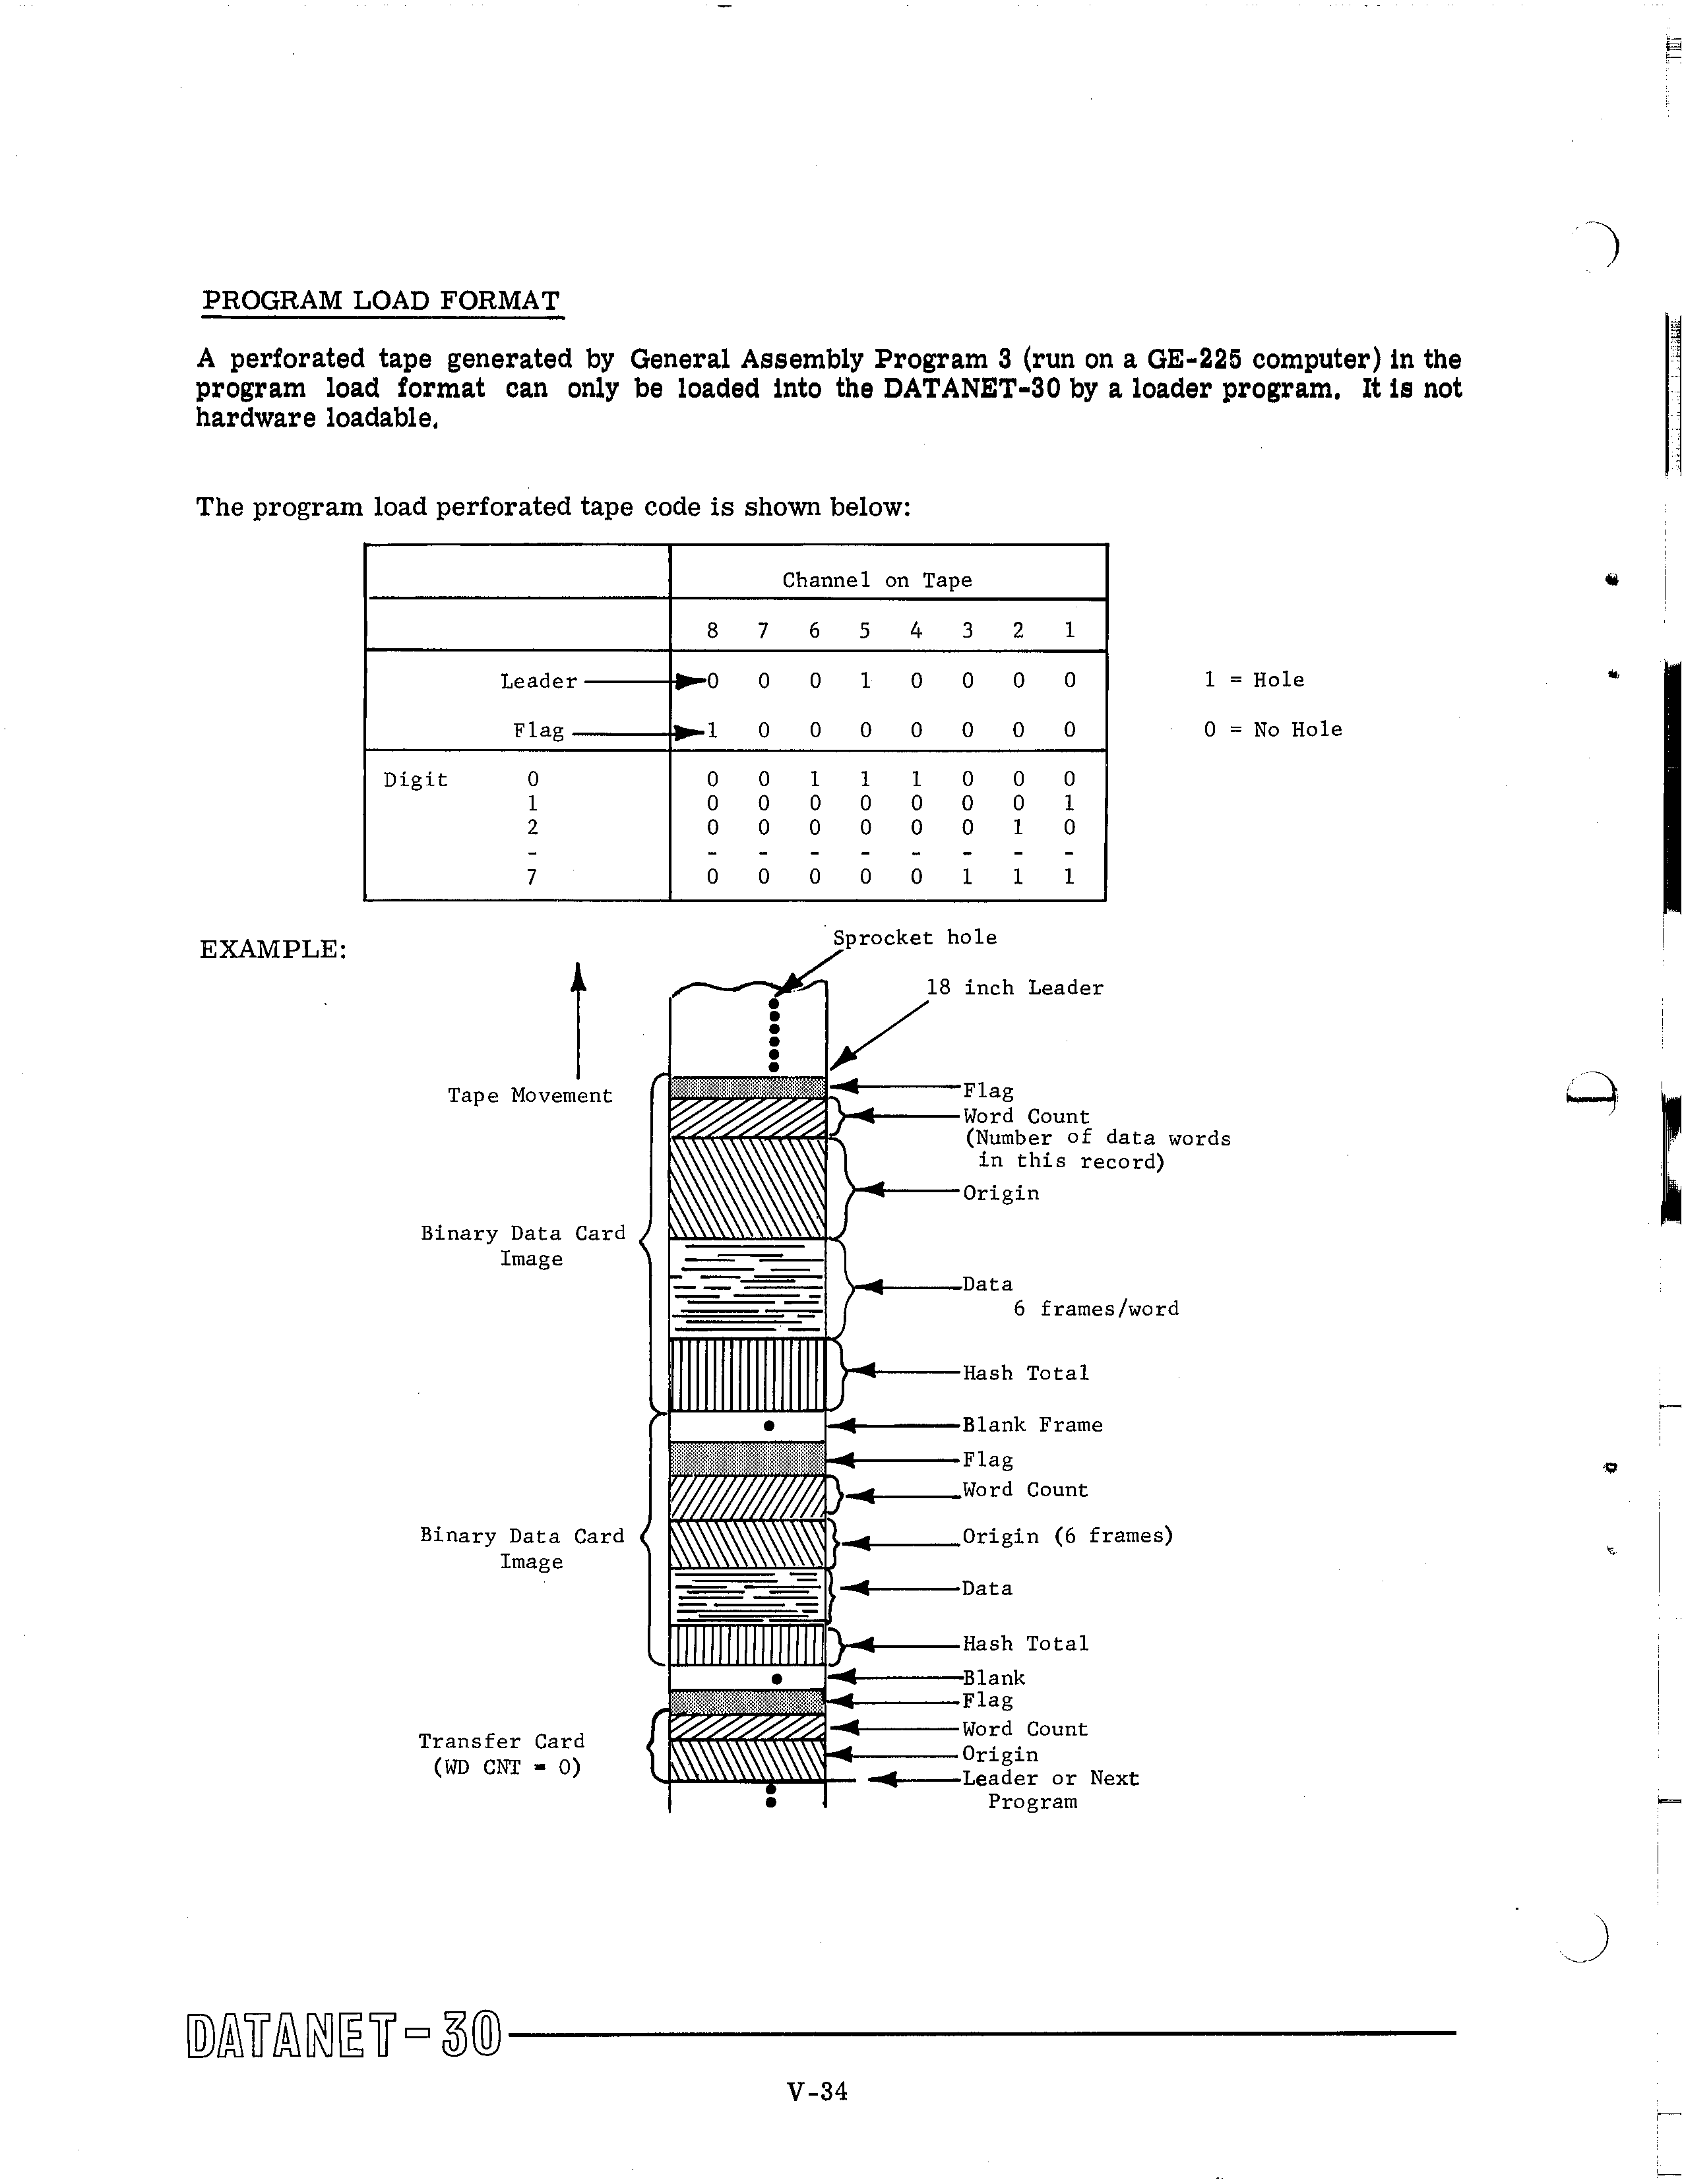 PROGRAM LOAD FORMAT
A perforated tape generated by General Assembly Program 3 (run on a GE-225 computer) in the
program load format can only be loaded into the DATANET-30 by a loader program. It is not
hardware loadable.
The program load perforated tape code is shown below:
Channel on Tape
8 7 6 5 4 3 2 1
Leader 0 0 0 1 0 0 0 0 1 = Hole
Flag 1 0 0 0 0 0 0 0 0 = No Hole
Digit 0 0 0 1 1 1 0 0 0
1 0 0 0 0 0 0 0 1
2 0 0 0 0 0 0 1 0
- - - - - - - - -
7 0 0 0 0 0 1 1 1
EXAMPLE:
Sprocket hole
18 inch Leader
Tape Movement
Flag
Word Count
(Number of data words
in this record)
Origin
Binary Data Card
Image
Data
6 frames/word
Hash Total
Blank Frame
Flag
Word Count
Binary Data Card
Image
Origin (6 frames)
Data
Hash Total
Blank
Flag
Word Count
Transfer Card
(WD CNT = 0)
Origin
Leader or Next
Program
DATANET-30
V-34